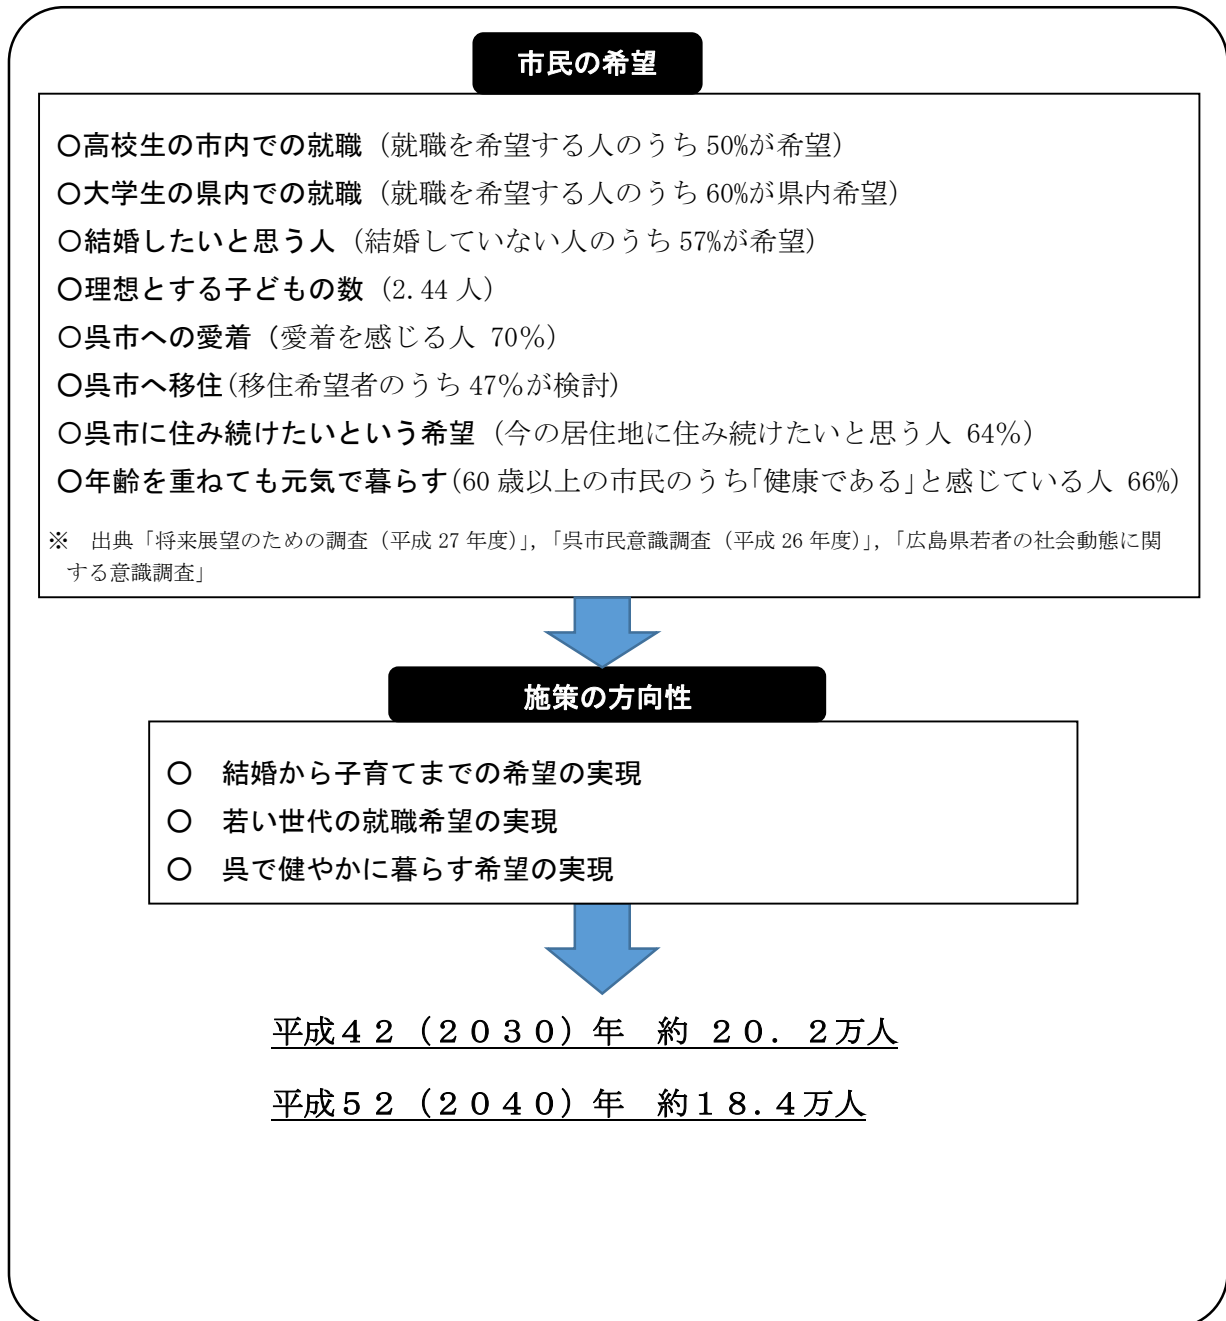 市民の希望
○高校生の市内での就職（就職を希望する人のうち 50%が希望）
○大学生の県内での就職（就職を希望する人のうち 60%が県内希望）
○結婚したいと思う人（結婚していない人のうち 57%が希望）
○理想とする子どもの数（2.44 人）
○呉市への愛着（愛着を感じる人 70％）
○呉市へ移住(移住希望者のうち 47％が検討)
○呉市に住み続けたいという希望（今の居住地に住み続けたいと思う人 64％）
○年齢を重ねても元気で暮らす(60 歳以上の市民のうち｢健康である｣と感じている人 66%)
※　出典「将来展望のための調査（平成 27 年度)」,「呉市民意識調査（平成 26 年度)」,「広島県若者の社会動態に関
する意識調査」
施策の方向性
○　結婚から子育てまでの希望の実現
○　若い世代の就職希望の実現
○　呉で健やかに暮らす希望の実現
平成４２（２０３０）年　約 ２０．２万人
平成５２（２０４０）年　約１８.４万人